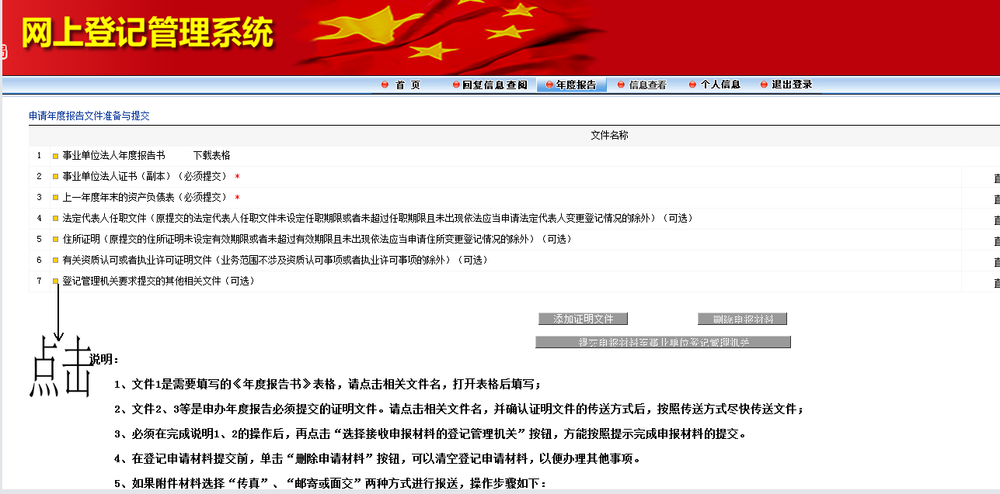 网上登记管理系统
局
首 页 回复信息查阅 年度报告 信息查看 个人信息 退出登录
申请年度报告文件准备与提交
文件名称
1 事业单位法人年度报告书 下载表格
2 事业单位法人证书（副本）（必须提交） *
3 上一年度年末的资产负债表（必须提交） *
4 法定代表人任职文件（原提交的法定代表人任职文件未设定任职期限或者未超过任职期限且未出现依法应当申请法定代表人变更登记情况的除外）（可选）
5 住所证明（原提交的住所证明未设定有效期限或者未超过有效期限且未出现依法应当申请住所变更登记情况的除外）（可选）
6 有关资质认可或者执业许可证明文件（业务范围不涉及资质认可事项或者执业许可事项的除外）（可选）
7 登记管理机关要求提交的其他相关文件（可选）
添加证明文件 删除申报材料
提交申报材料至事业单位登记管理机关
点击
说明：
1、文件1是需要填写的《年度报告书》表格，请点击相关文件名，打开表格后填写；
2、文件2、3等是申办年度报告必须提交的证明文件。请点击相关文件名，并确认证明文件的传送方式后，按照传送方式尽快传送文件；
3、必须在完成说明1、2的操作后，再点击“选择接收申报材料的登记管理机关”按钮，方能按照提示完成申报材料的提交。
4、在登记申请材料提交前，单击“删除申请材料”按钮，可以清空登记申请材料，以便办理其他事项。
5、如果附件材料选择“传真”、“邮寄或面交”两种方式进行报送，操作步骤如下：